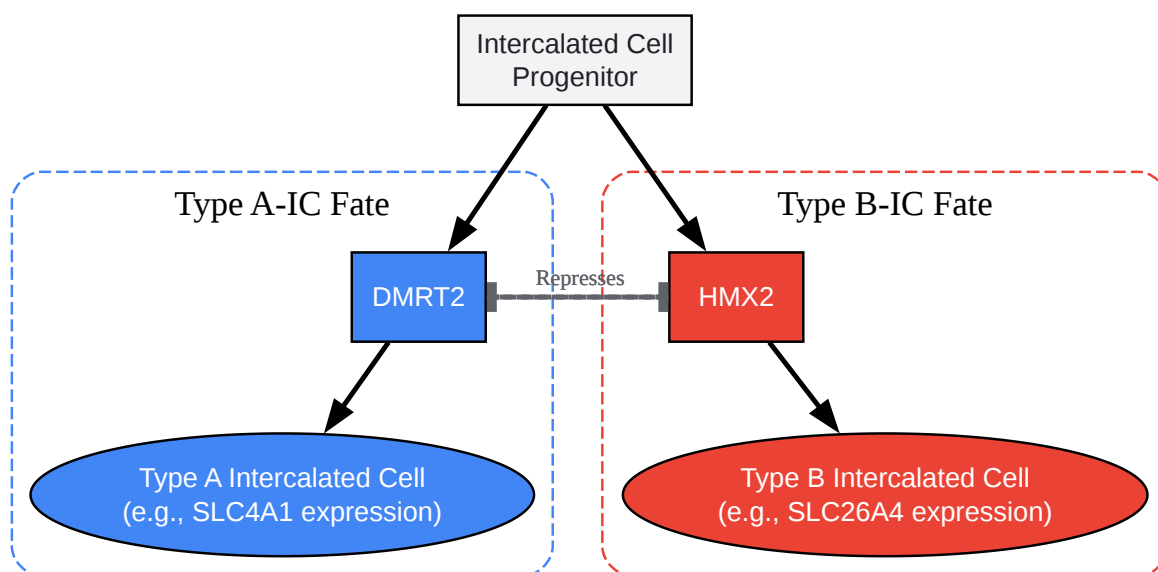 Intercalated Cell
Progenitor
Type A-IC Fate
Type B-IC Fate
DMRT2
Represses
HMX2
Type A Intercalated Cell
(e.g., SLC4A1 expression)
Type B Intercalated Cell
(e.g., SLC26A4 expression)